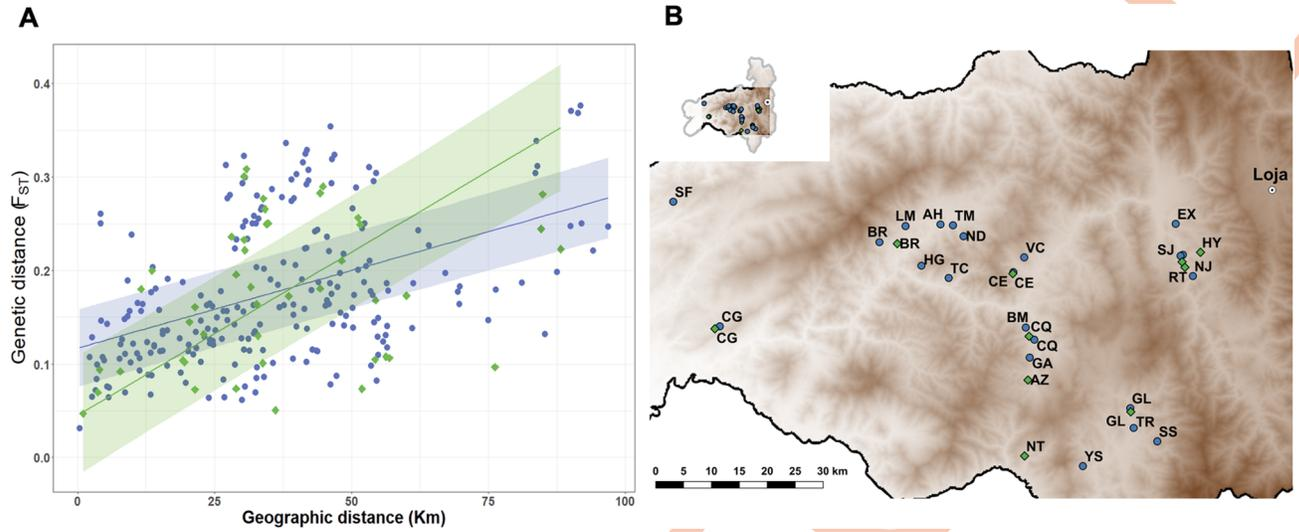 A
Genetic distance (FST)
0.4
0.3
0.2
0.1
0.0
0 25 50 75 100
Geographic distance (Km)
B
Loja
SF
EX
LM AH TM
BR BR ND
SJ HY
VC
HG TC
RT NJ
CE CE
CG
BM CQ
CG
CQ
GA
AZ
GL
GL TR SS
NT
YS
0 5 10 15 20 25 30 km